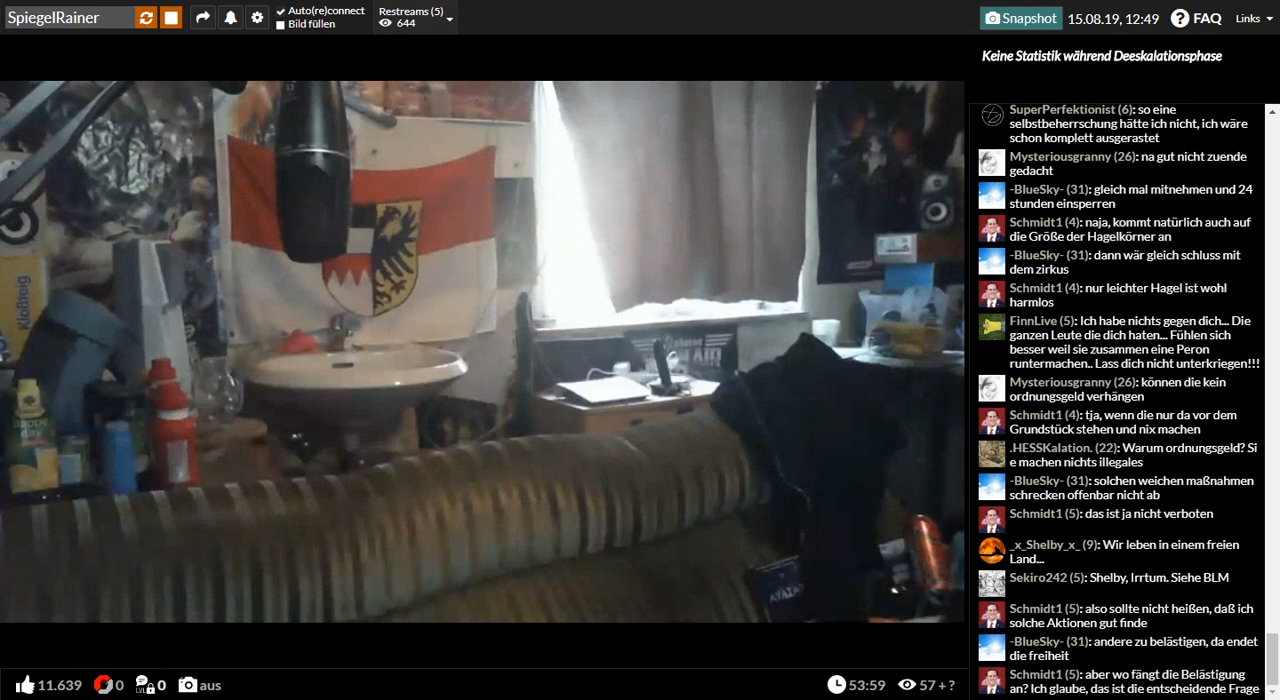 SpiegelRainer
Auto(re)connect
Bild füllen
Restreams (5)
644
Snapshot
15.08.19, 12:49
? FAQ
Links
Keine Statistik während Deeskalationsphase
SuperPerfektionist (6): so eine
selbstbeherrschung hätte ich nicht, ich wäre
schon komplett ausgerastet
Mysteriousgranny (26): na gut nicht zuende
gedacht
-BlueSky- (31): gleich mal mitnehmen und 24
stunden einsperren
Schmidt1 (4): naja, kommt natürlich auch auf
die Größe der Hagelkörner an
-BlueSky- (31): dann wär gleich schluss mit
dem zirkus
Schmidt1 (4): nur leichter Hagel ist wohl
harmlos
FinnLive (5): Ich habe nichts gegen dich... Die
ganzen Leute die dich haten... Fühlen sich
besser weil sie zusammen eine Peron
runtermachen.. Lass dich nicht unterkriegen!!!
Mysteriousgranny (26): können die kein
ordnungsgeld verhängen
Schmidt1 (4): tja, wenn die nur da vor dem
Grundstück stehen und nix machen
.HESSKalation. (22): Warum ordnungsgeld? Si
e machen nichts illegales
-BlueSky- (31): solchen weichen maßnahmen
schrecken offenbar nicht ab
Schmidt1 (5): das ist ja nicht verboten
_x_Shelby_x_ (9): Wir leben in einem freien
Land...
Sekiro242 (5): Shelby, Irrtum. Siehe BLM
Schmidt1 (5): also sollte nicht heißen, daß ich
solche Aktionen gut finde
-BlueSky- (31): andere zu belästigen, da endet
die freiheit
Schmidt1 (5): aber wo fängt die Belästigung
an? Ich glaube, das ist die entscheidende Frage
Kloßteig
happy
day
AIR
11.639
0
LVL
0
aus
53:59
57 + ?